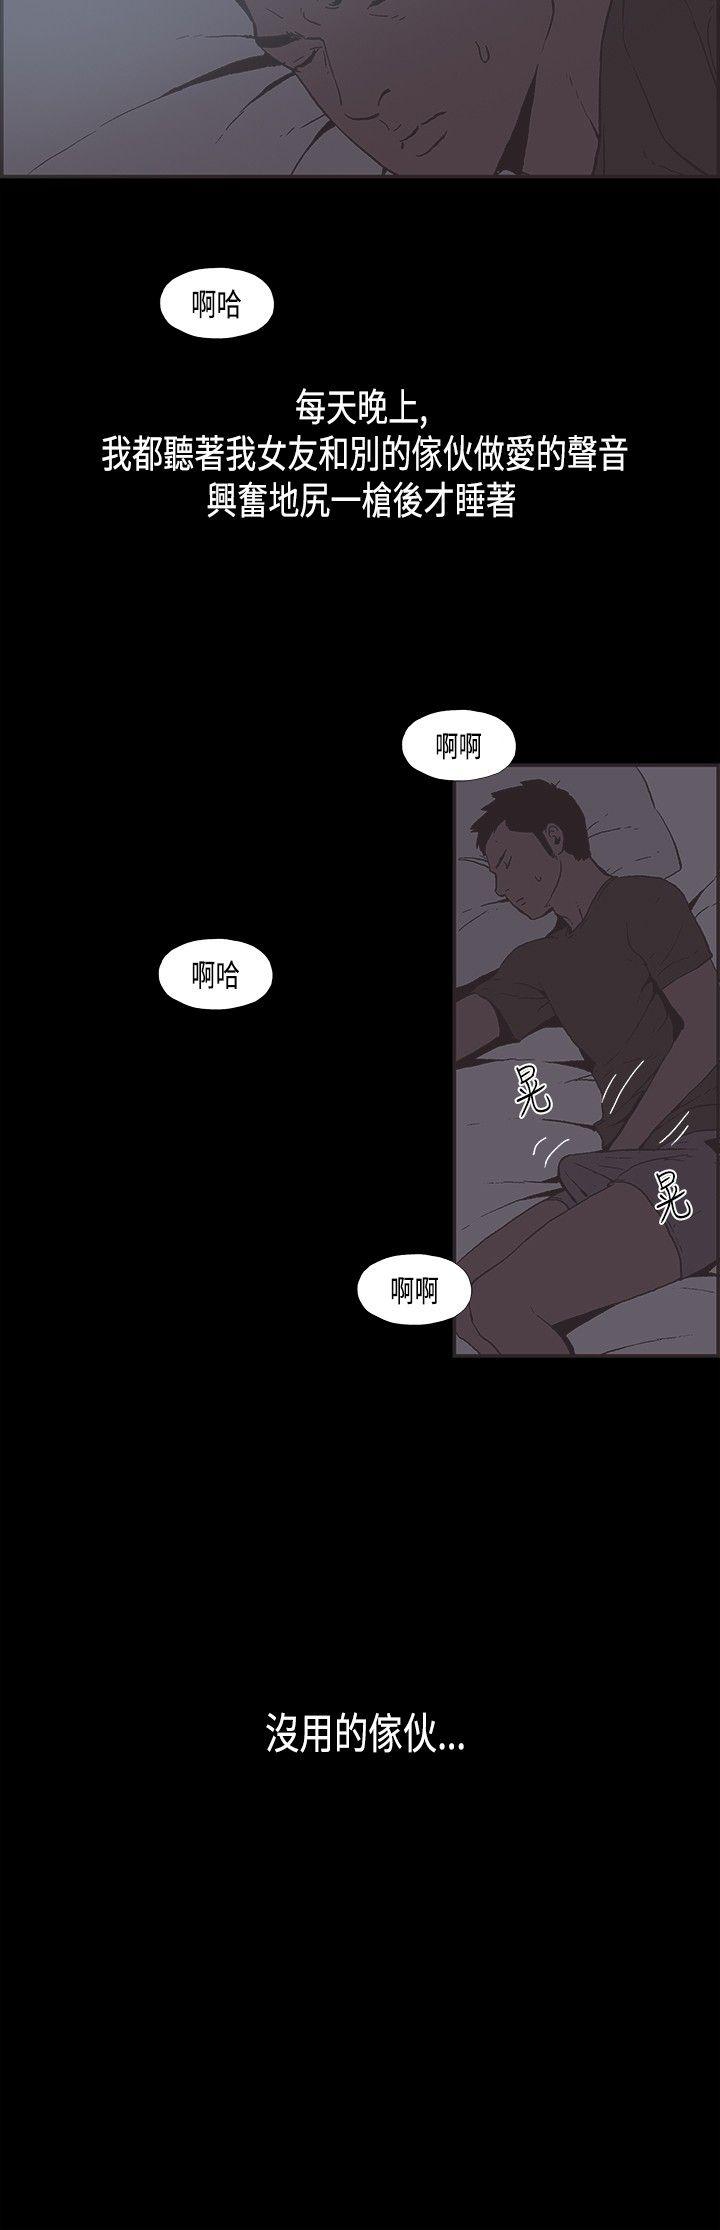 啊哈
每天晚上,
我都聽著我女友和別的傢伙做愛的聲音
興奮地尻一槍後才睡著
啊啊
啊哈
晃
晃
啊啊
沒用的傢伙...